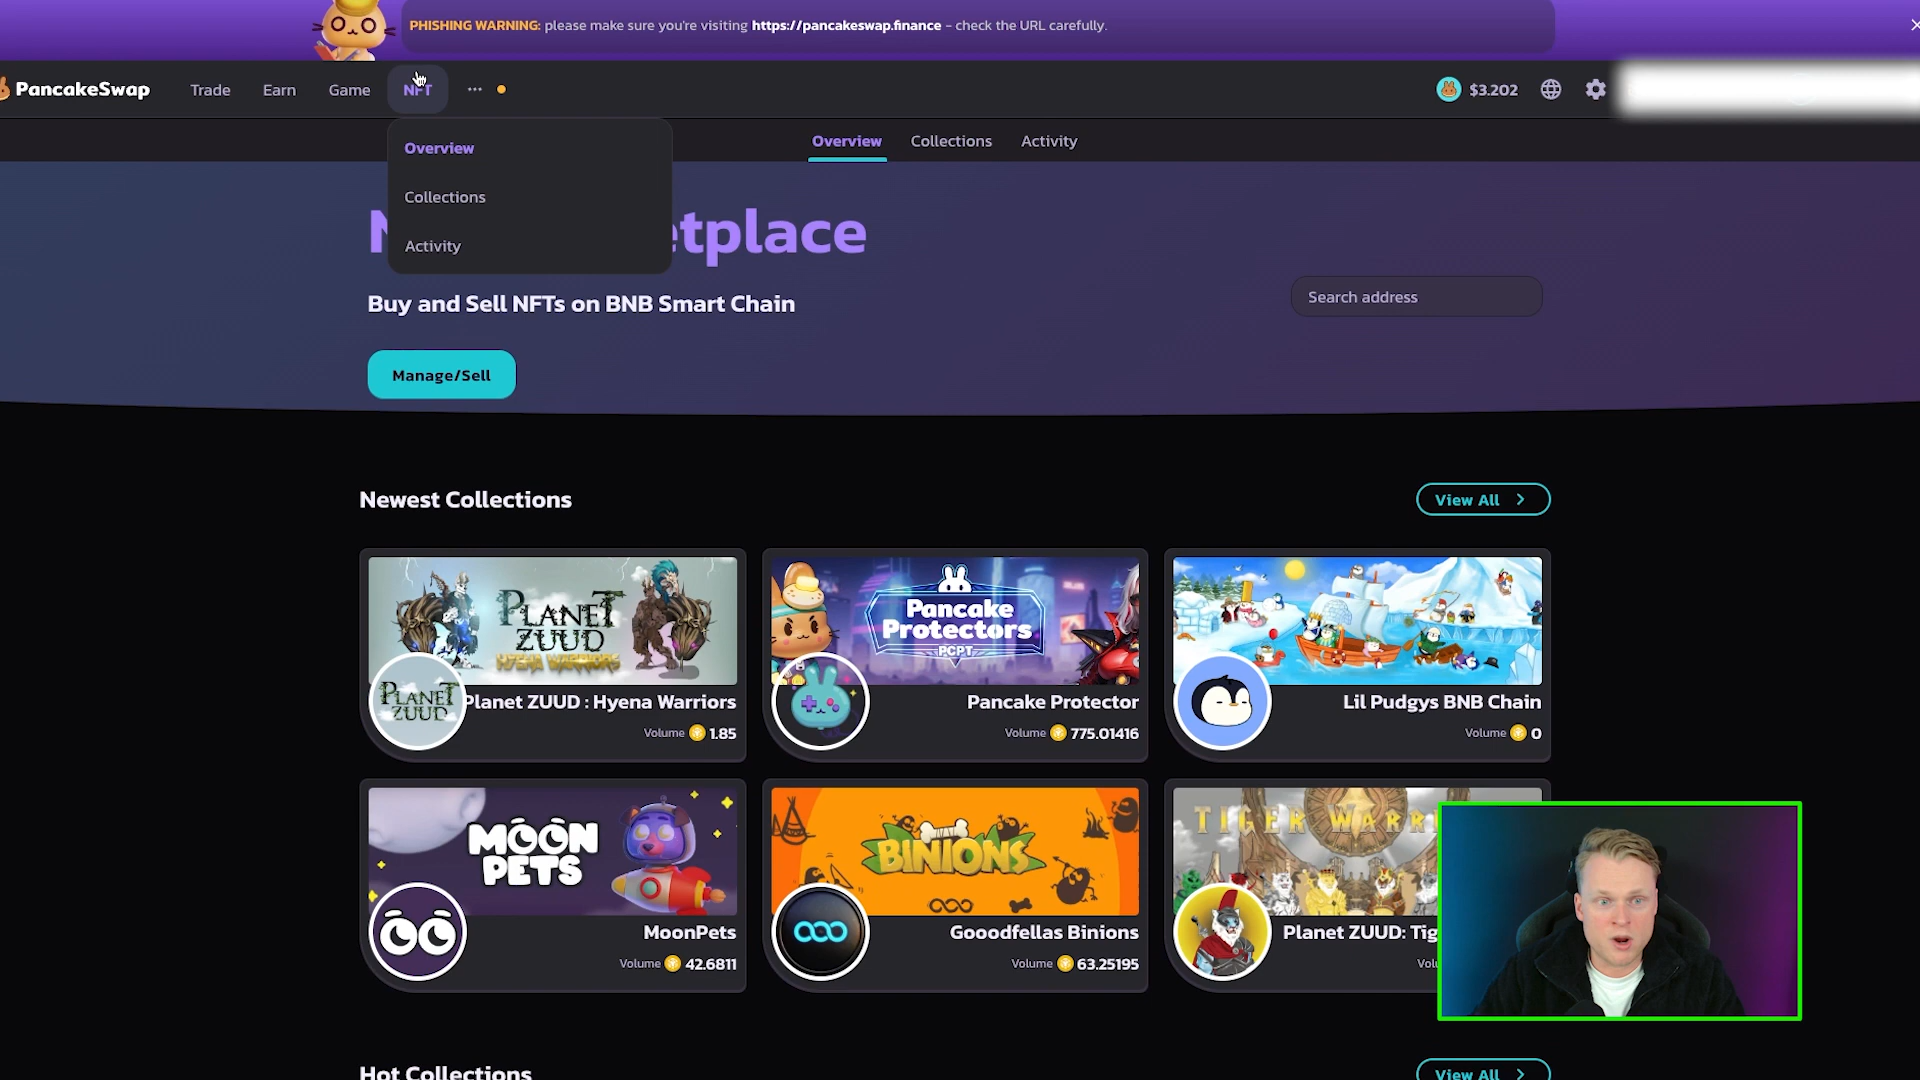 PHISHING WARNING: please make sure you're visiting https://pancakeswap.finance - check the URL carefully.
PancakeSwap Trade Earn Game NFT ... $3.202
Overview Collections Activity
Overview
Collections
Activity
etplace
Buy and Sell NFTs on BNB Smart Chain
Search address
Manage/Sell
Newest Collections
View All
PLANET ZUUD HYENA WARRIORS
PLANET ZUUD
Planet ZUUD : Hyena Warriors
Volume 1.85
Pancake Protectors PCPT
Pancake Protector
Volume 775.01416
Lil Pudgys BNB Chain
Volume 0
MOON PETS
MoonPets
Volume 42.6811
BINIONS
Gooodfellas Binions
Volume 63.25195
TIGER WARR
Planet ZUUD: Tig
Volu
Hot Collections
View All